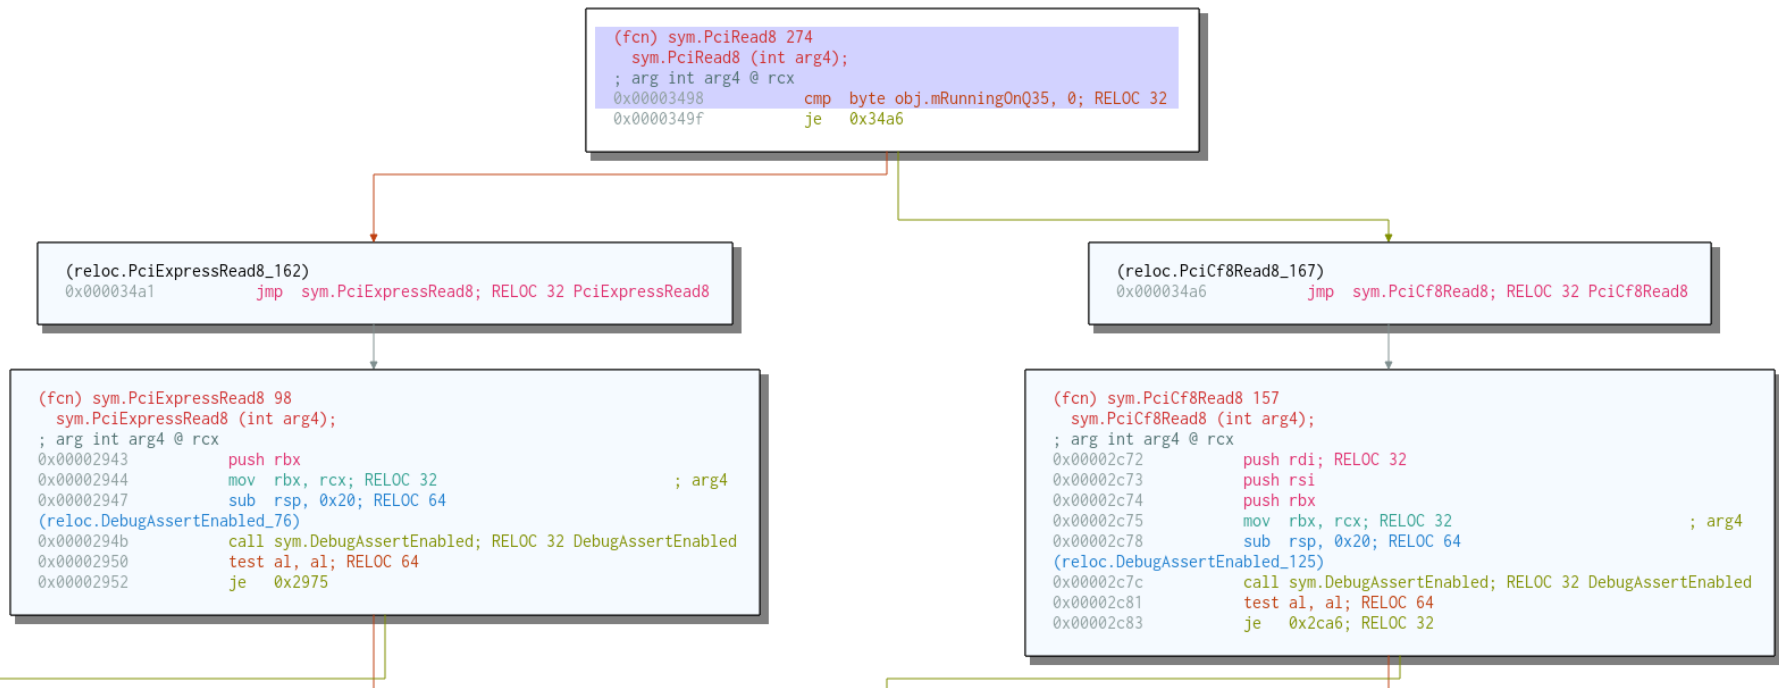 (fcn) sym.PciRead8 274
sym.PciRead8 (int arg4);
; arg int arg4 @ rcx
0x00003498 cmp byte obj.mRunningOnQ35, 0; RELOC 32
0x0000349f je 0x34a6
(reloc.PciExpressRead8_162)
0x000034a1 jmp sym.PciExpressRead8; RELOC 32 PciExpressRead8
(reloc.PciCf8Read8_167)
0x000034a6 jmp sym.PciCf8Read8; RELOC 32 PciCf8Read8
(fcn) sym.PciExpressRead8 98
sym.PciExpressRead8 (int arg4);
; arg int arg4 @ rcx
0x00002943 push rbx
0x00002944 mov rbx, rcx; RELOC 32 ; arg4
0x00002947 sub rsp, 0x20; RELOC 64
(reloc.DebugAssertEnabled_76)
0x0000294b call sym.DebugAssertEnabled; RELOC 32 DebugAssertEnabled
0x00002950 test al, al; RELOC 64
0x00002952 je 0x2975
(fcn) sym.PciCf8Read8 157
sym.PciCf8Read8 (int arg4);
; arg int arg4 @ rcx
0x00002c72 push rdi; RELOC 32
0x00002c73 push rsi
0x00002c74 push rbx
0x00002c75 mov rbx, rcx; RELOC 32 ; arg4
0x00002c78 sub rsp, 0x20; RELOC 64
(reloc.DebugAssertEnabled_125)
0x00002c7c call sym.DebugAssertEnabled; RELOC 32 DebugAssertEnabled
0x00002c81 test al, al; RELOC 64
0x00002c83 je 0x2ca6; RELOC 32